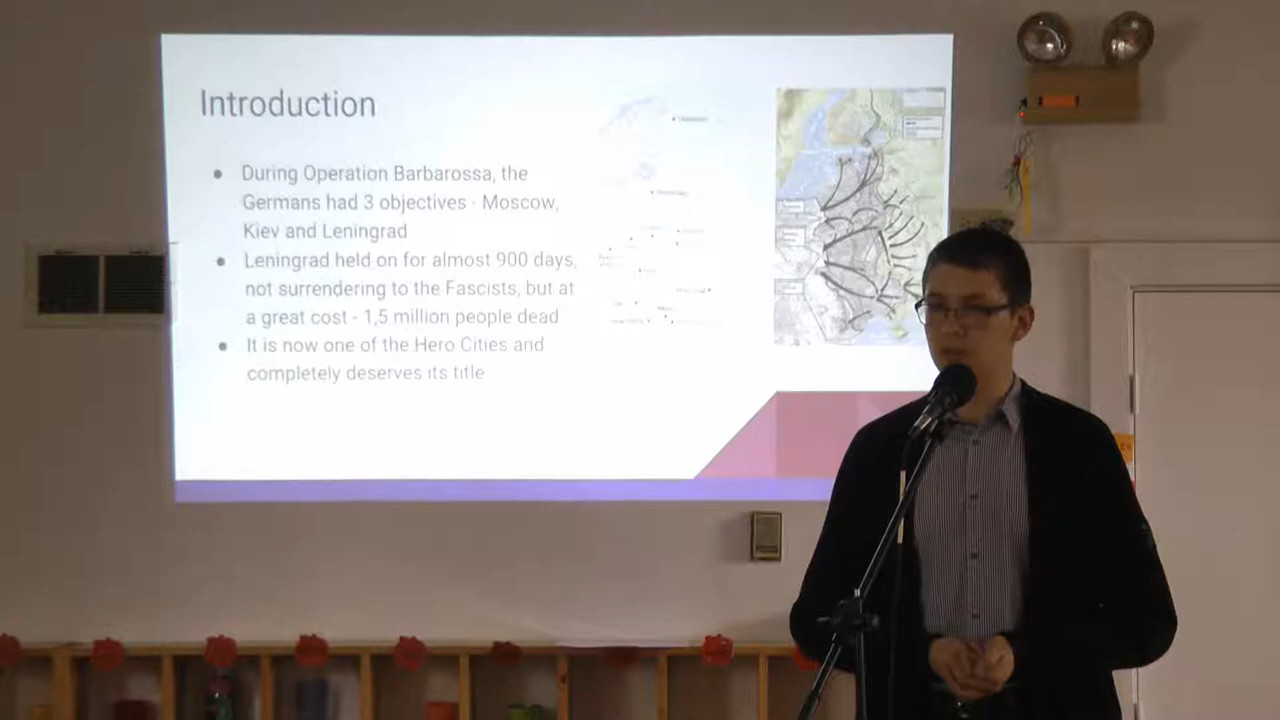 Introduction
During Operation Barbarossa, the
Germans had 3 objectives - Moscow,
Kiev and Leningrad
Leningrad held on for almost 900 days,
not surrendering to the Fascists, but at
a great cost - 1,5 million people dead
It is now one of the Hero Cities and
completely deserves its title